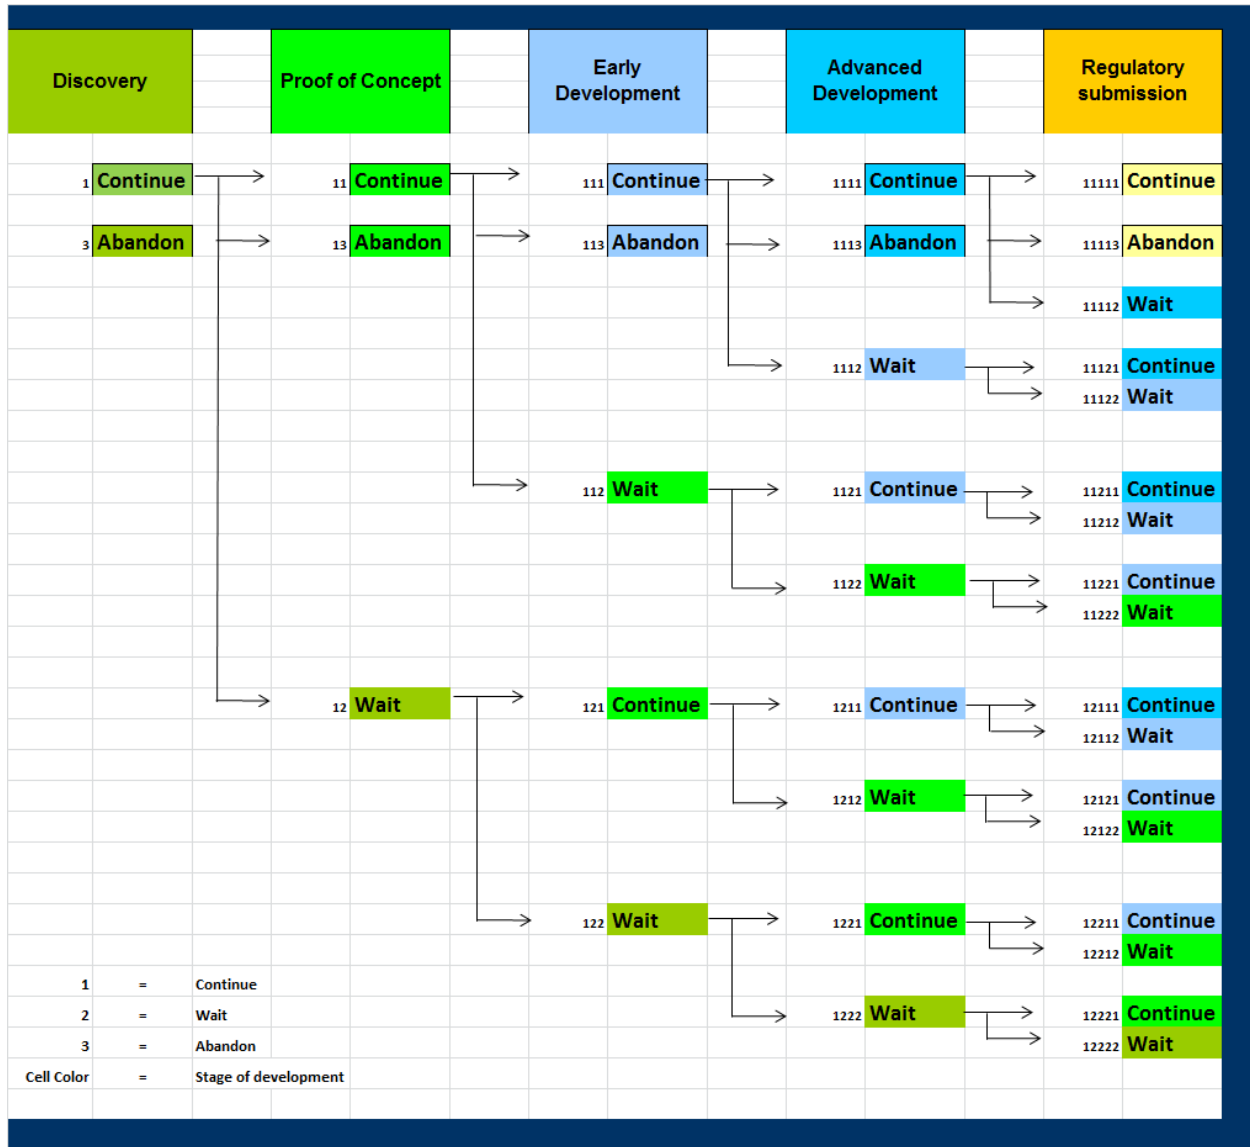 Discovery Proof of Concept Early Development Advanced Development Regulatory submission
1 Continue 11 Continue 111 Continue 1111 Continue 11111 Continue
3 Abandon 13 Abandon 113 Abandon 1113 Abandon 11113 Abandon
11112 Wait
1112 Wait 11121 Continue
11122 Wait
112 Wait 1121 Continue 11211 Continue
11212 Wait
1122 Wait 11221 Continue
11222 Wait
12 Wait 121 Continue 1211 Continue 12111 Continue
12112 Wait
1212 Wait 12121 Continue
12122 Wait
122 Wait 1221 Continue 12211 Continue
12212 Wait
1 = Continue
2 = Wait 1222 Wait 12221 Continue
3 = Abandon 12222 Wait
Cell Color = Stage of development